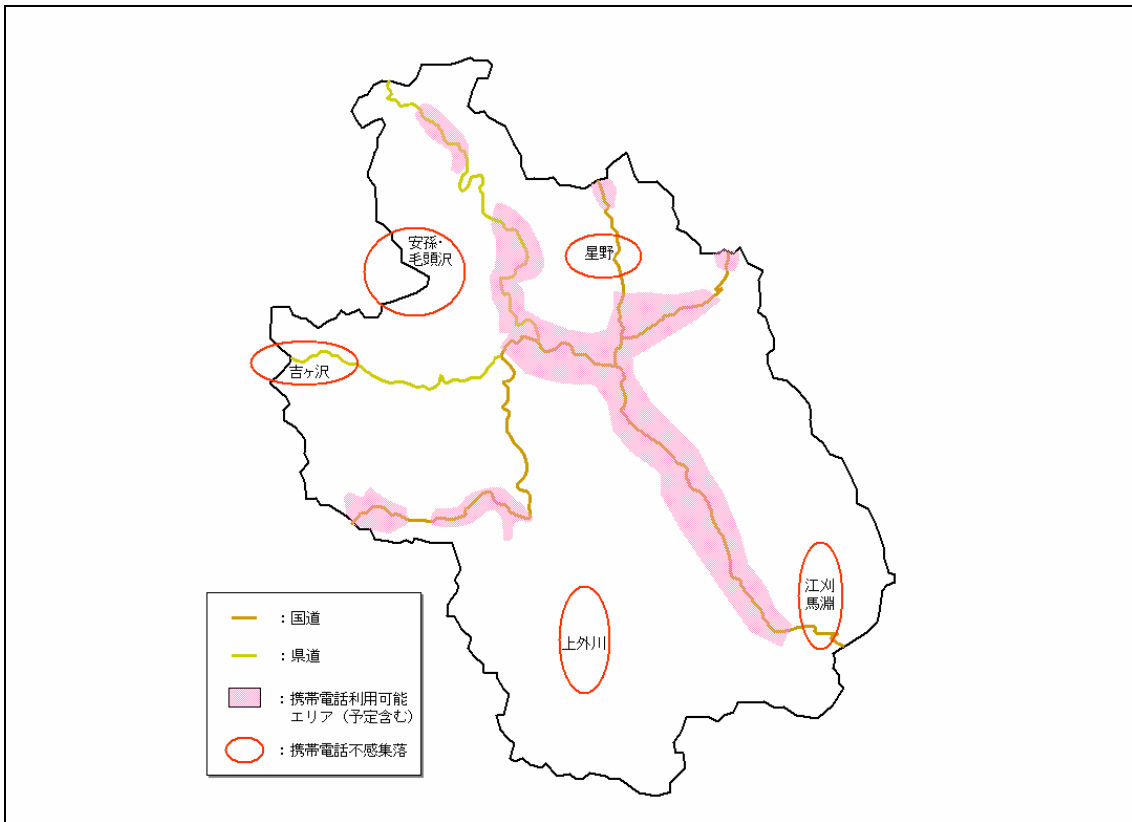 安孫・
毛頭沢
星野
吉ヶ沢
江刈
馬淵
上外川
：国道
：県道
：携帯電話利用可能
エリア（予定含む）
：携帯電話不感集落